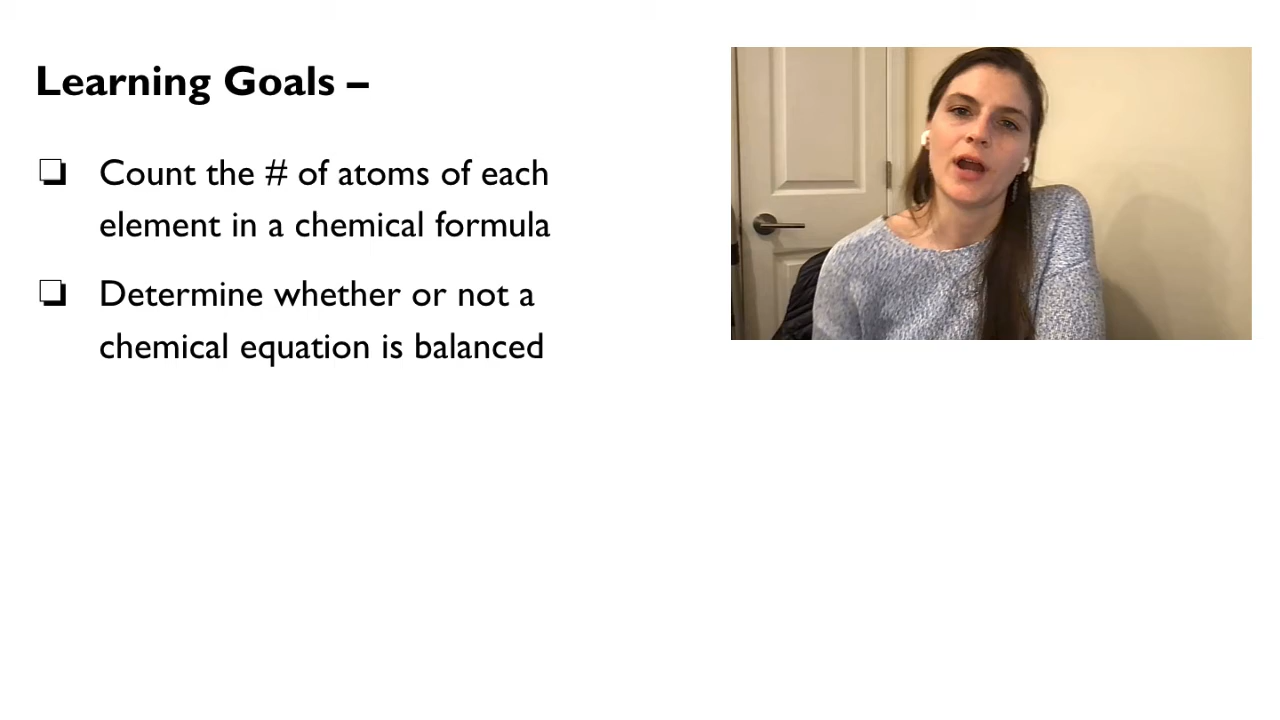 Learning Goals –
❏ Count the # of atoms of each
element in a chemical formula
❏ Determine whether or not a
chemical equation is balanced